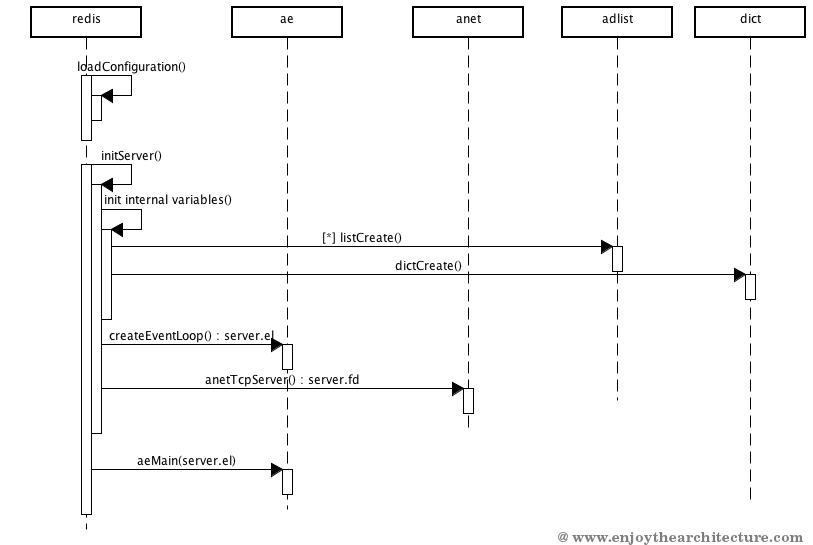 redis ae anet adlist dict
loadConfiguration()
initServer()
init internal variables()
[*] listCreate()
dictCreate()
createEventLoop() : server.el
anetTcpServer() : server.fd
aeMain(server.el)
@ www.enjoythearchitecture.com